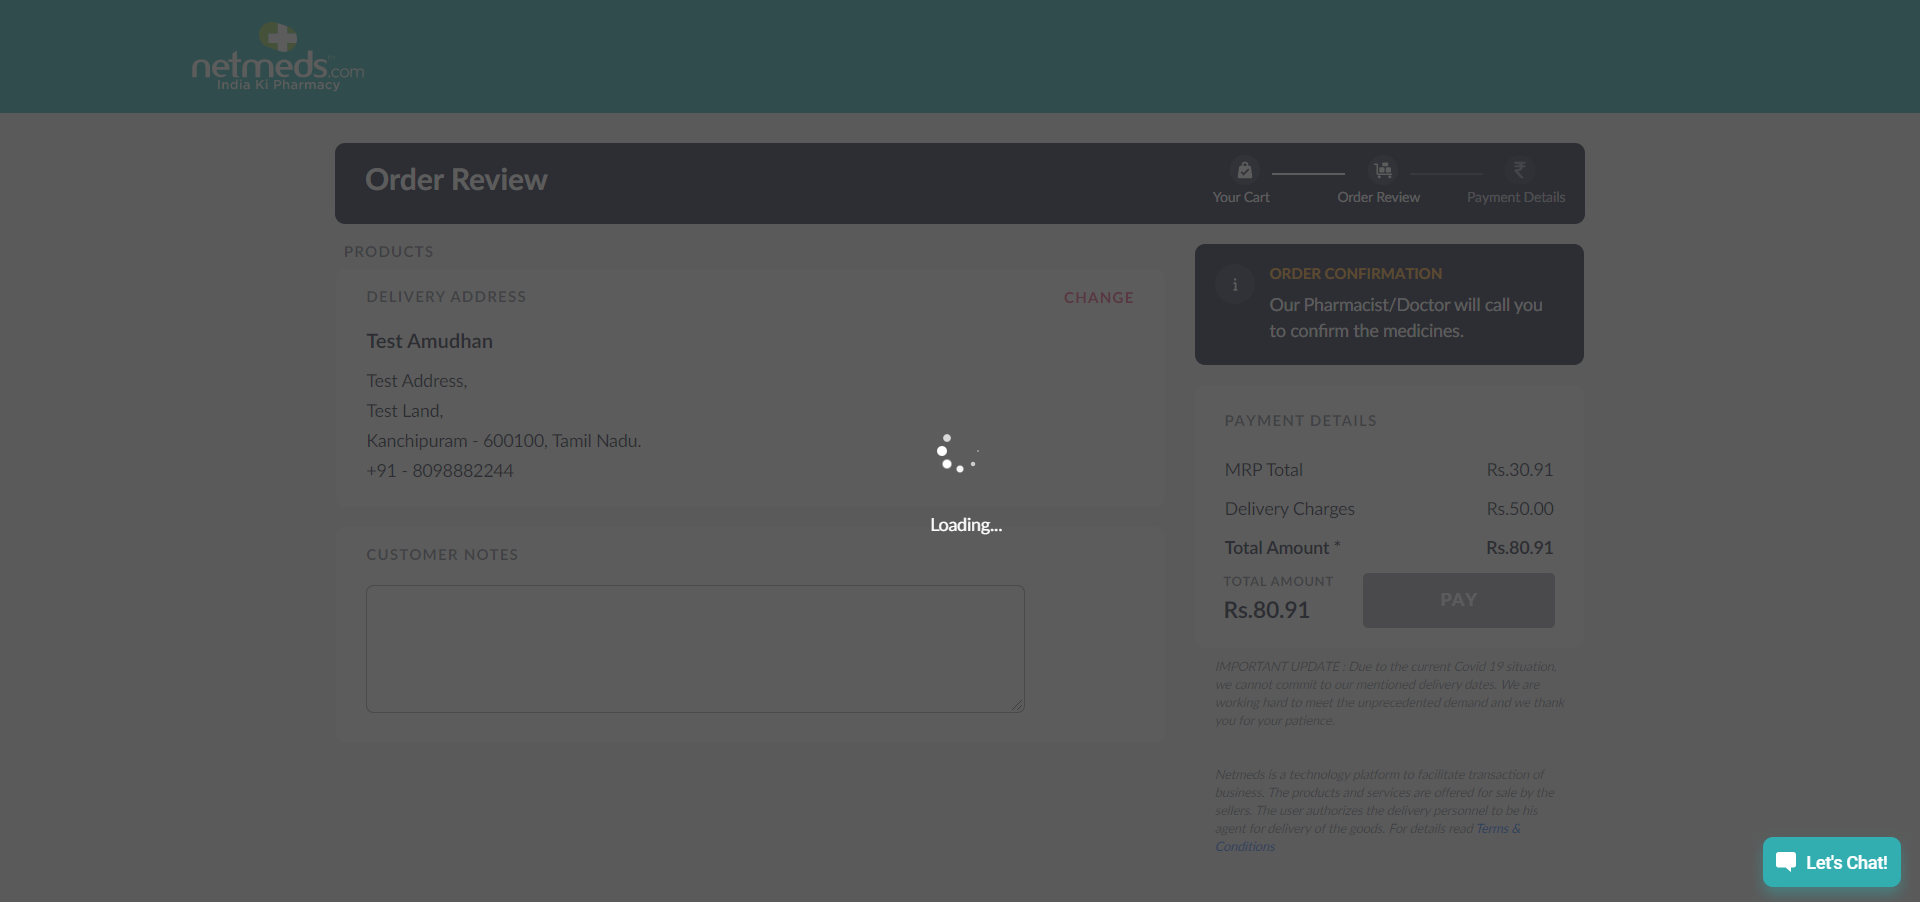 netmeds.com
India Ki Pharmacy
Order Review
Your Cart
Order Review
Payment Details
PRODUCTS
DELIVERY ADDRESS
CHANGE
Test Amudhan
Test Address,
Test Land,
Kanchipuram - 600100, Tamil Nadu.
+91 - 8098882244
CUSTOMER NOTES
ORDER CONFIRMATION
Our Pharmacist/Doctor will call you
to confirm the medicines.
PAYMENT DETAILS
MRP Total Rs.30.91
Delivery Charges Rs.50.00
Total Amount * Rs.80.91
TOTAL AMOUNT
Rs.80.91
PAY
IMPORTANT UPDATE : Due to the current Covid 19 situation,
we cannot commit to our mentioned delivery dates. We are
working hard to meet the unprecedented demand and we thank
you for your patience.
Netmeds is a technology platform to facilitate transaction of
business. The products and services are offered for sale by the
sellers. The user authorizes the delivery personnel to be his
agent for delivery of the goods. For details read Terms &
Conditions
Loading...
Let's Chat!